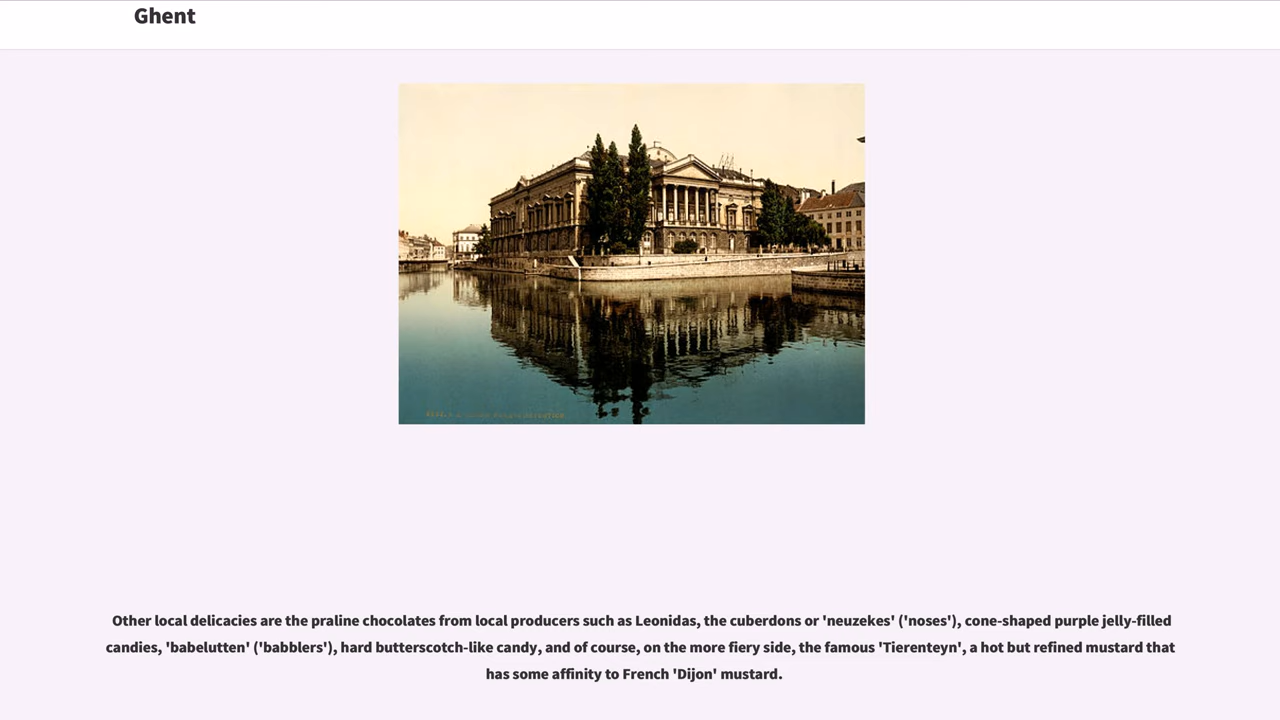 Ghent
Other local delicacies are the praline chocolates from local producers such as Leonidas, the cuberdons or 'neuzekes' ('noses'), cone-shaped purple jelly-filled
candies, 'babelutten' ('babblers'), hard butterscotch-like candy, and of course, on the more fiery side, the famous 'Tierenteyn', a hot but refined mustard that
has some affinity to French 'Dijon' mustard.